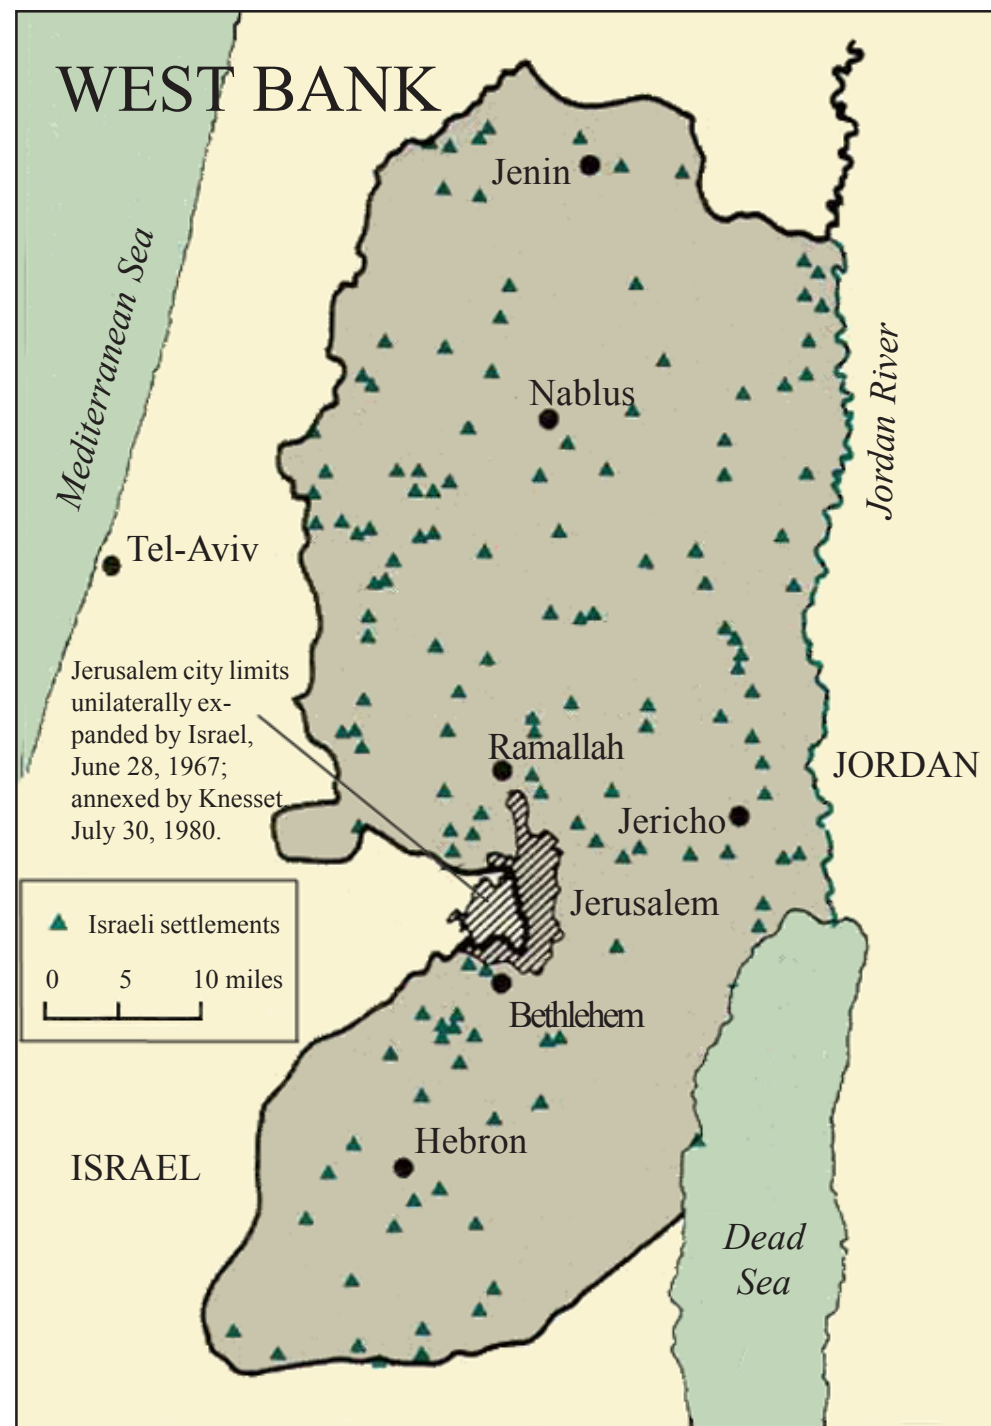 WEST BANK
Jenin
Mediterranean Sea
Nablus
Jordan River
Tel-Aviv
Jerusalem city limits
unilaterally ex-
panded by Israel,
June 28, 1967;
annexed by Knesset
July 30, 1980.
Ramallah
JORDAN
Jericho
Jerusalem
Israeli settlements
0 5 10 miles
Bethlehem
Hebron
ISRAEL
Dead
Sea